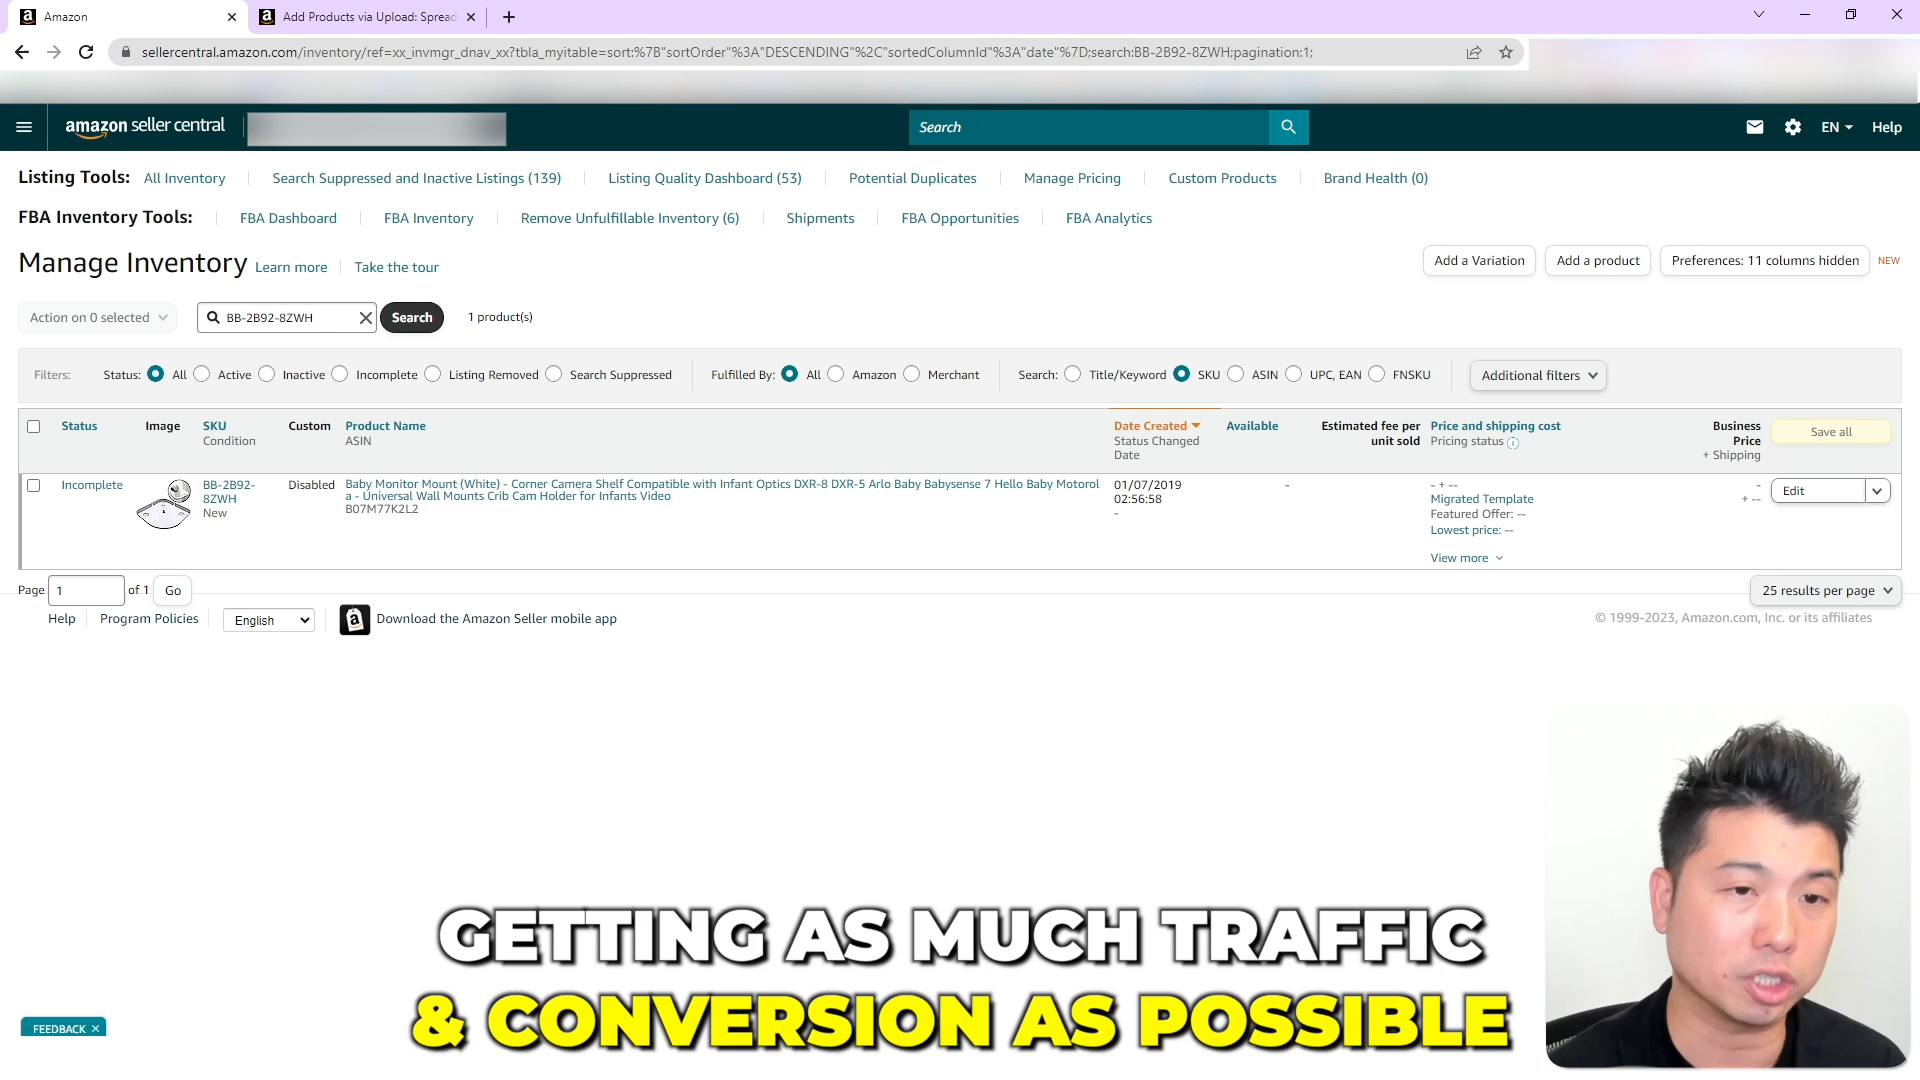 Amazon
Add Products via Upload: Spread
sellercentral.amazon.com/inventory/ref=xx_invmgr_dnav_xx?tbla_myitable=sort:%7B"sortOrder"%3A"DESCENDING"%2C"sortedColumnId"%3A"date"%7D;search:BB-2B92-8ZWH;pagination:1;
amazon seller central
Search
EN
Help
Listing Tools: All Inventory Search Suppressed and Inactive Listings (139) Listing Quality Dashboard (53) Potential Duplicates Manage Pricing Custom Products Brand Health (0)
FBA Inventory Tools: FBA Dashboard FBA Inventory Remove Unfulfillable Inventory (6) Shipments FBA Opportunities FBA Analytics
Manage Inventory Learn more Take the tour
Add a Variation Add a product Preferences: 11 columns hidden NEW
Action on 0 selected BB-2B92-8ZWH Search 1 product(s)
Filters: Status: All Active Inactive Incomplete Listing Removed Search Suppressed Fulfilled By: All Amazon Merchant Search: Title/Keyword SKU ASIN UPC, EAN FNSKU Additional filters
Status Image SKU Custom Product Name Date Created Available Estimated fee per Price and shipping cost Business Save all
Condition ASIN Status Changed unit sold Pricing status Price
Date + Shipping
Incomplete BB-2B92- Disabled Baby Monitor Mount (White) - Corner Camera Shelf Compatible with Infant Optics DXR-8 DXR-5 Arlo Baby Babysense 7 Hello Baby Motorol 01/07/2019 - - + -- - Edit
8ZWH a - Universal Wall Mounts Crib Cam Holder for Infants Video 02:56:58 Migrated Template + --
New B07M77K2L2 - Featured Offer: --
Lowest price: --
View more
Page 1 of 1 Go 25 results per page
Help Program Policies English a Download the Amazon Seller mobile app © 1999-2023, Amazon.com, Inc. or its affiliates
GETTING AS MUCH TRAFFIC
& CONVERSION AS POSSIBLE
FEEDBACK